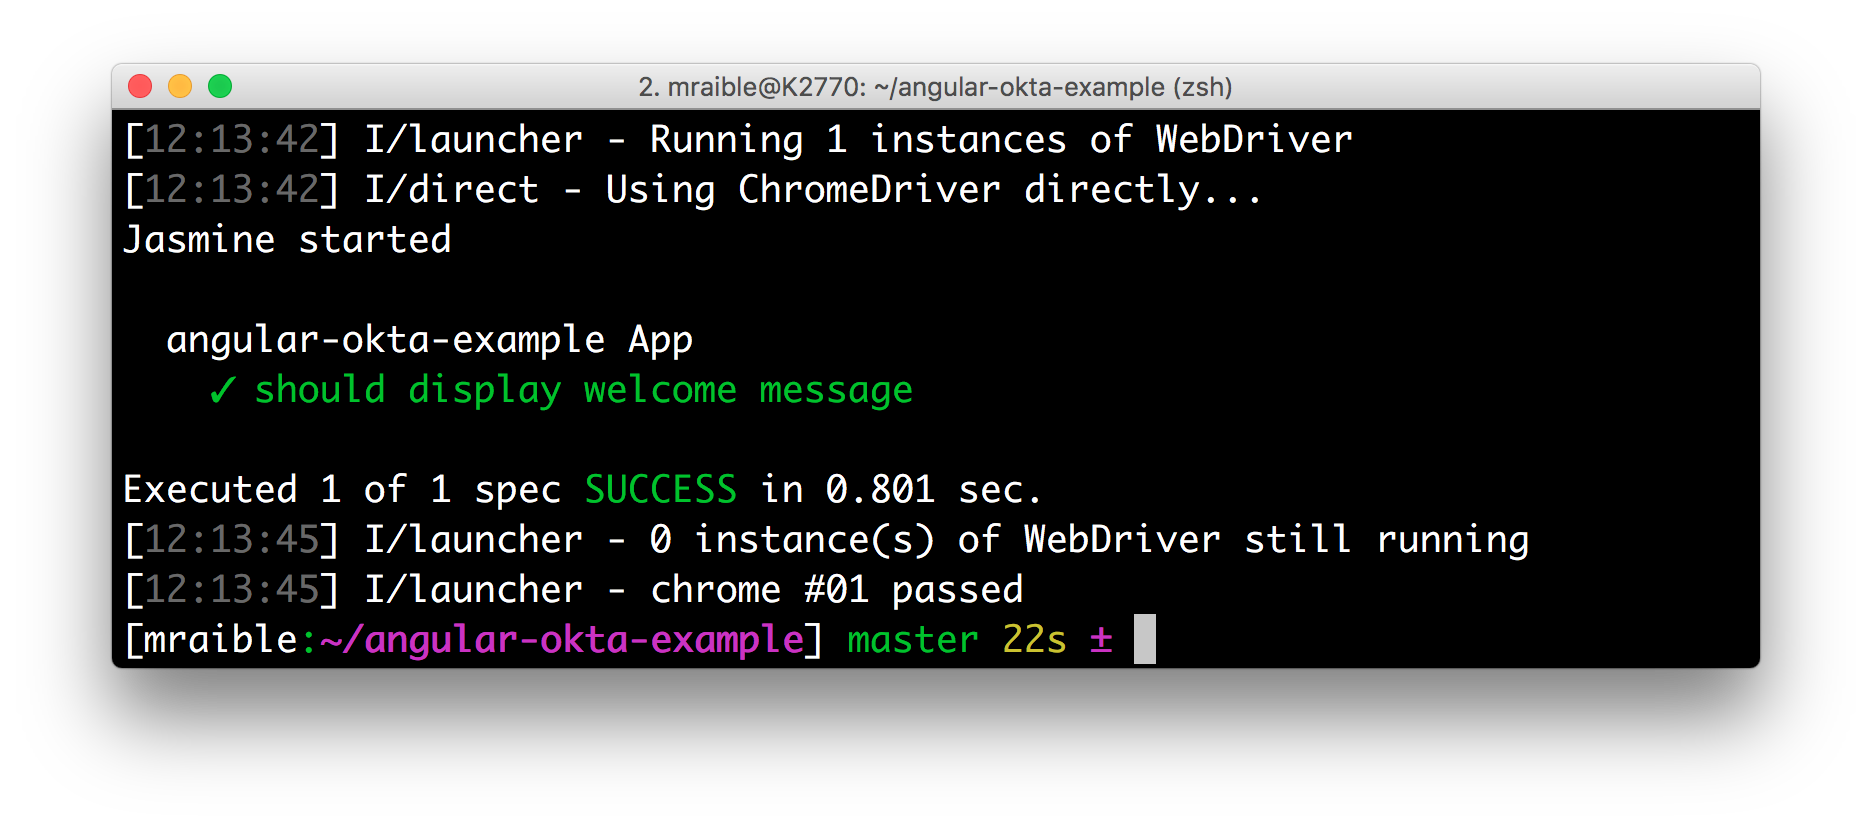 2. mraible@K2770: ~/angular-okta-example (zsh)
[12:13:42] I/launcher - Running 1 instances of WebDriver
[12:13:42] I/direct - Using ChromeDriver directly...
Jasmine started
angular-okta-example App
✓ should display welcome message
Executed 1 of 1 spec SUCCESS in 0.801 sec.
[12:13:45] I/launcher - 0 instance(s) of WebDriver still running
[12:13:45] I/launcher - chrome #01 passed
[mraible:~/angular-okta-example] master 22s ±